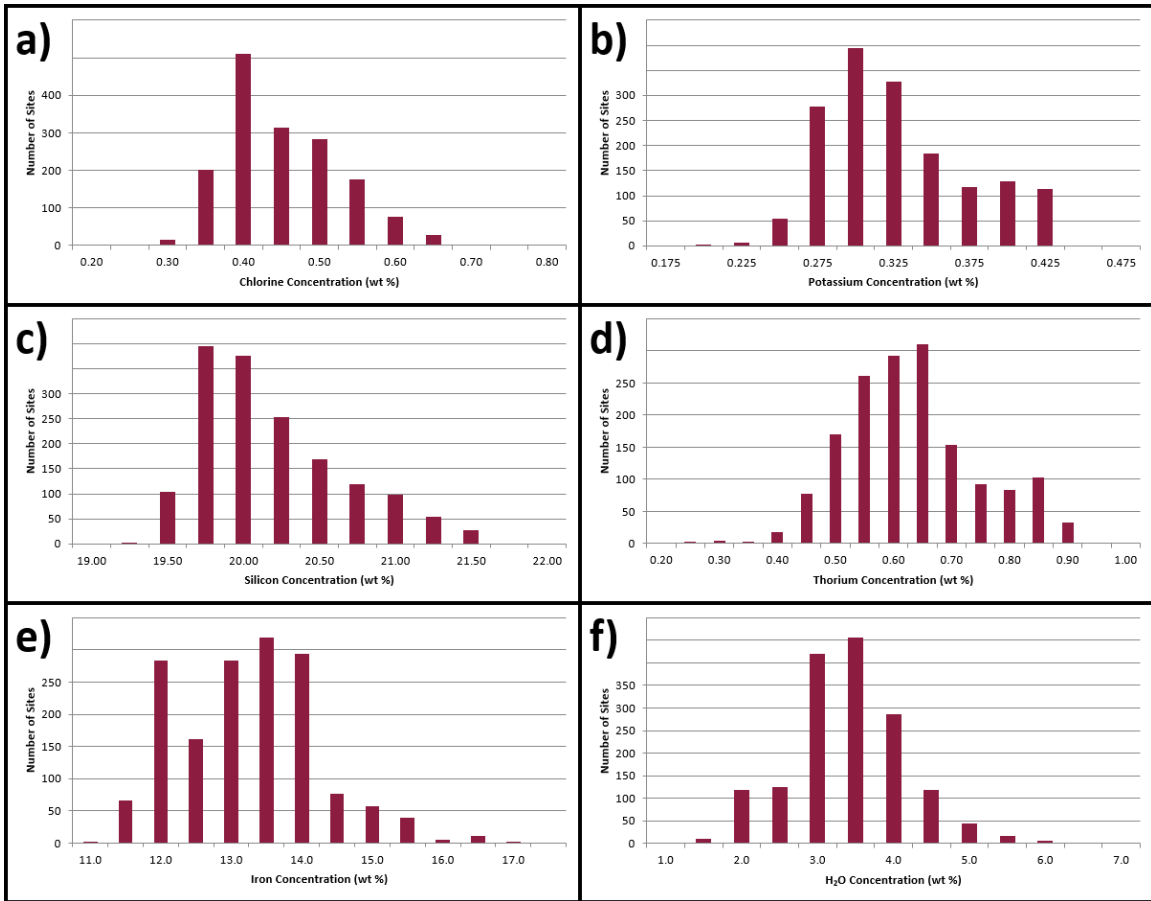 a)
Number of Sites
400
300
200
100
0
0.20 0.30 0.40 0.50 0.60 0.70 0.80
Chlorine Concentration (wt %)
b)
Number of Sites
300
250
200
150
100
50
0
0.175 0.225 0.275 0.325 0.375 0.425 0.475
Potassium Concentration (wt %)
c)
Number of Sites
300
250
200
150
100
50
0
19.00 19.50 20.00 20.50 21.00 21.50 22.00
Silicon Concentration (wt %)
d)
Number of Sites
250
200
150
100
50
0
0.20 0.30 0.40 0.50 0.60 0.70 0.80 0.90 1.00
Thorium Concentration (wt %)
e)
Number of Sites
250
200
150
100
50
0
11.0 12.0 13.0 14.0 15.0 16.0 17.0
Iron Concentration (wt %)
f)
Number of Sites
350
300
250
200
150
100
50
0
1.0 2.0 3.0 4.0 5.0 6.0 7.0
H₂O Concentration (wt %)